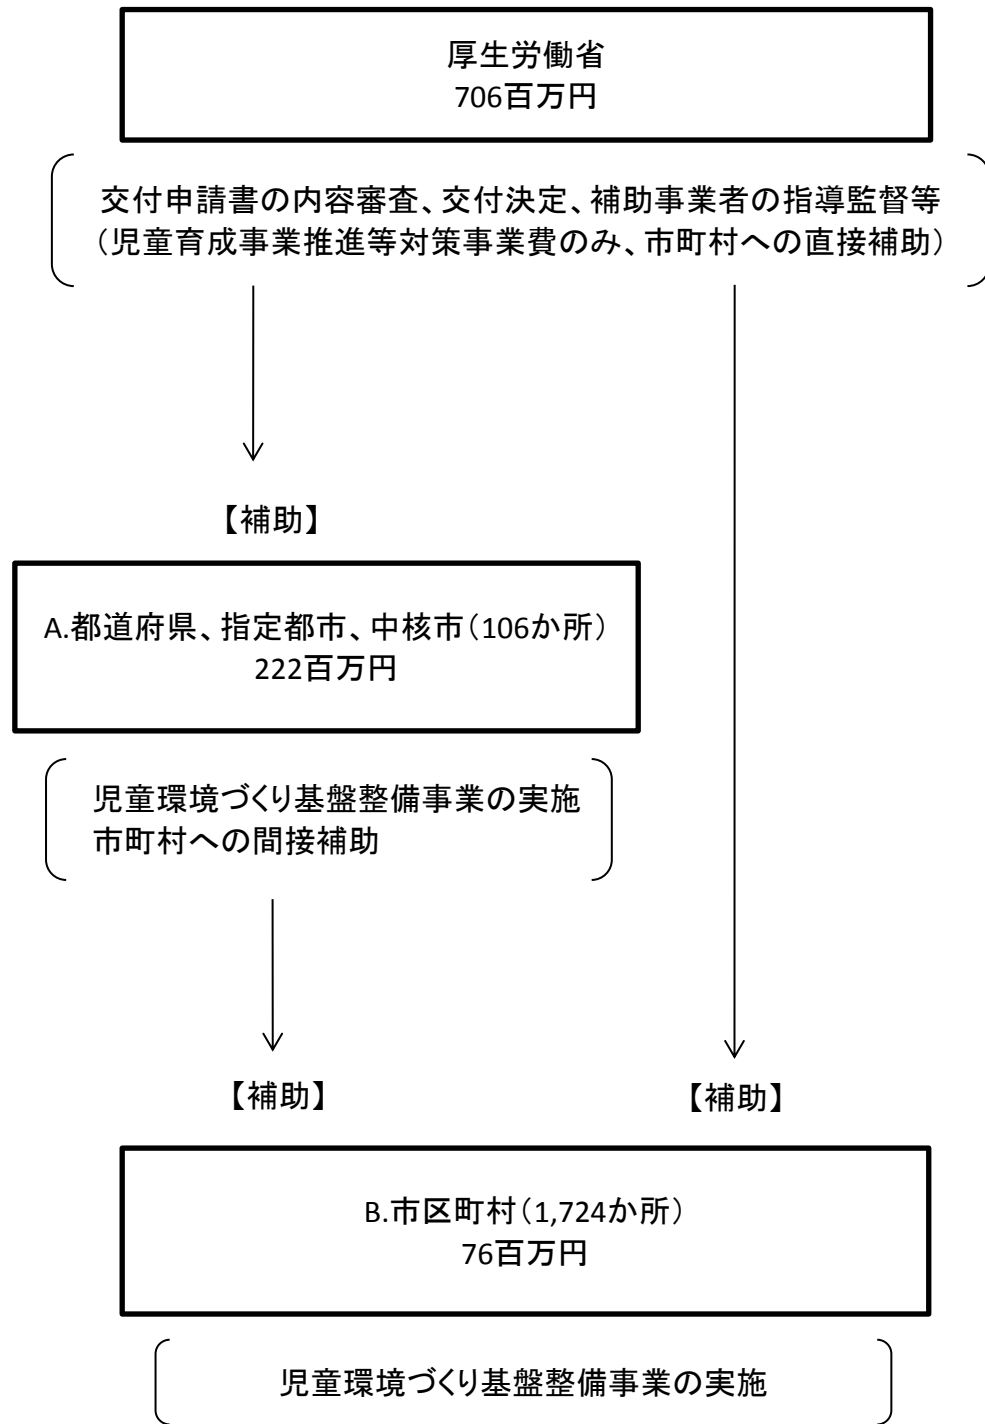 厚生労働省
706百万円
交付申請書の内容審査、交付決定、補助事業者の指導監督等
（児童育成事業推進等対策事業費のみ、市町村への直接補助）
【補助】
A.都道府県、指定都市、中核市（106か所）
222百万円
児童環境づくり基盤整備事業の実施
市町村への間接補助
【補助】
【補助】
B.市区町村（1,724か所）
76百万円
児童環境づくり基盤整備事業の実施